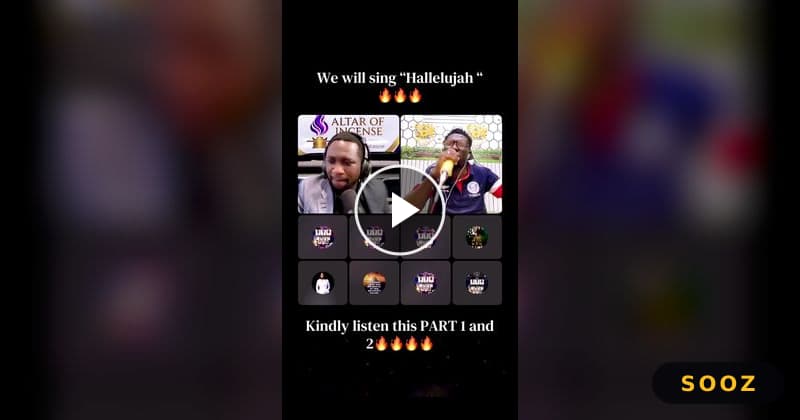 We will sing “Hallelujah “
🔥🔥🔥
ALTAR OF
INCENSE
Kindly listen this PART 1 and
2🔥🔥🔥🔥
SOOZ